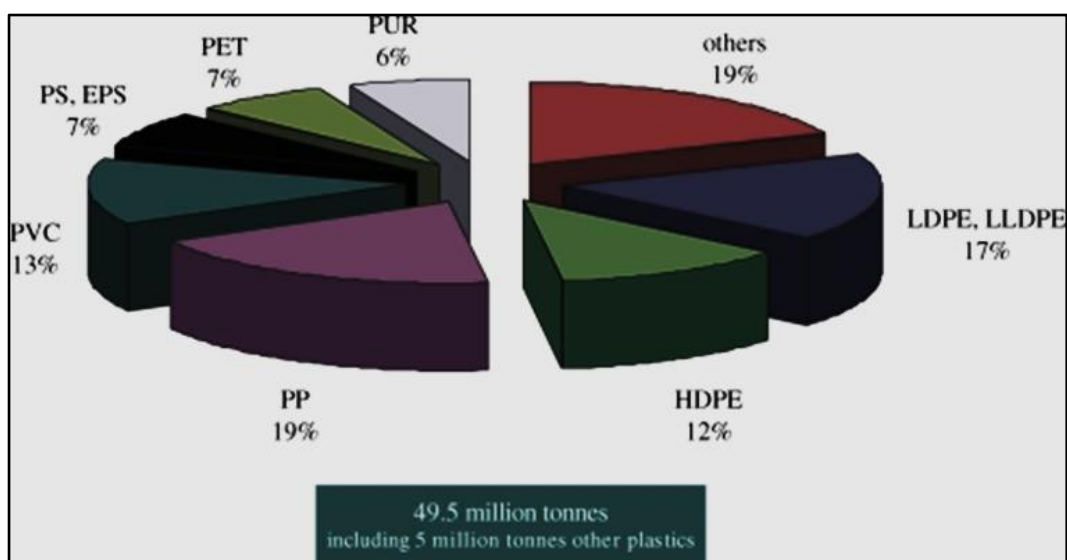 PUR
6%
others
19%
PET
7%
PS, EPS
7%
LDPE, LLDPE
17%
PVC
13%
PP
19%
HDPE
12%
49.5 million tonnes
including 5 million tonnes other plastics